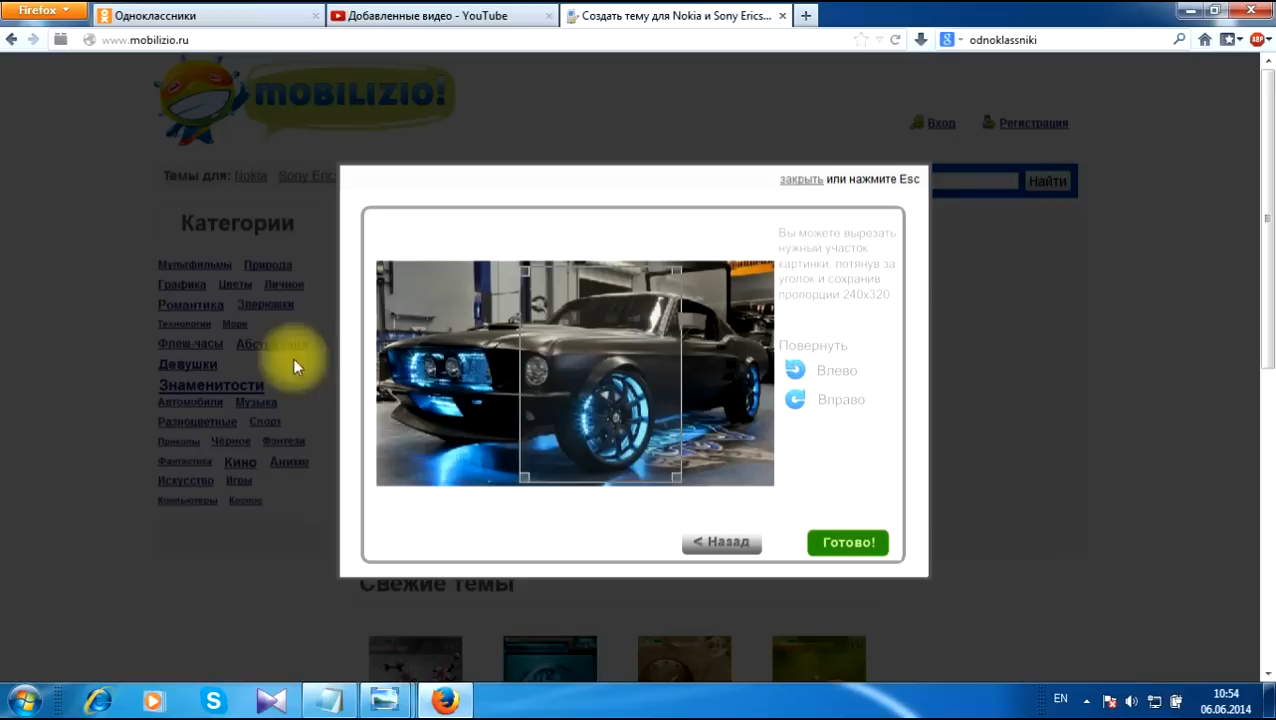 Firefox
Одноклассники
Добавленные видео - YouTube
Создать тему для Nokia и Sony Erics...
www.mobilizio.ru
odnoklassniki
ABP
MOBILIZIO!
Вход
Регистрация
Темы для: Nokia Sony Eric
Найти
закрыть или нажмите Esc
Категории
Мультфильмы Природа
Графика Цветы Личное
Романтика Зверюшки
Технологии Море
Флеш-часы
Девушки
Знаменитости
Автомобили Музыка
Разноцветные Спорт
Приколы Чёрное Фэнтези
Фантастика Кино Аниме
Искусство Игры
Компьютеры Космос
Вы можете вырезать
нужный участок
картинки, потянув за
уголок и сохранив
пропорции 240x320
Повернуть
Влево
Вправо
< Назад
Готово!
Свежие темы
EN
10:54
06.06.2014